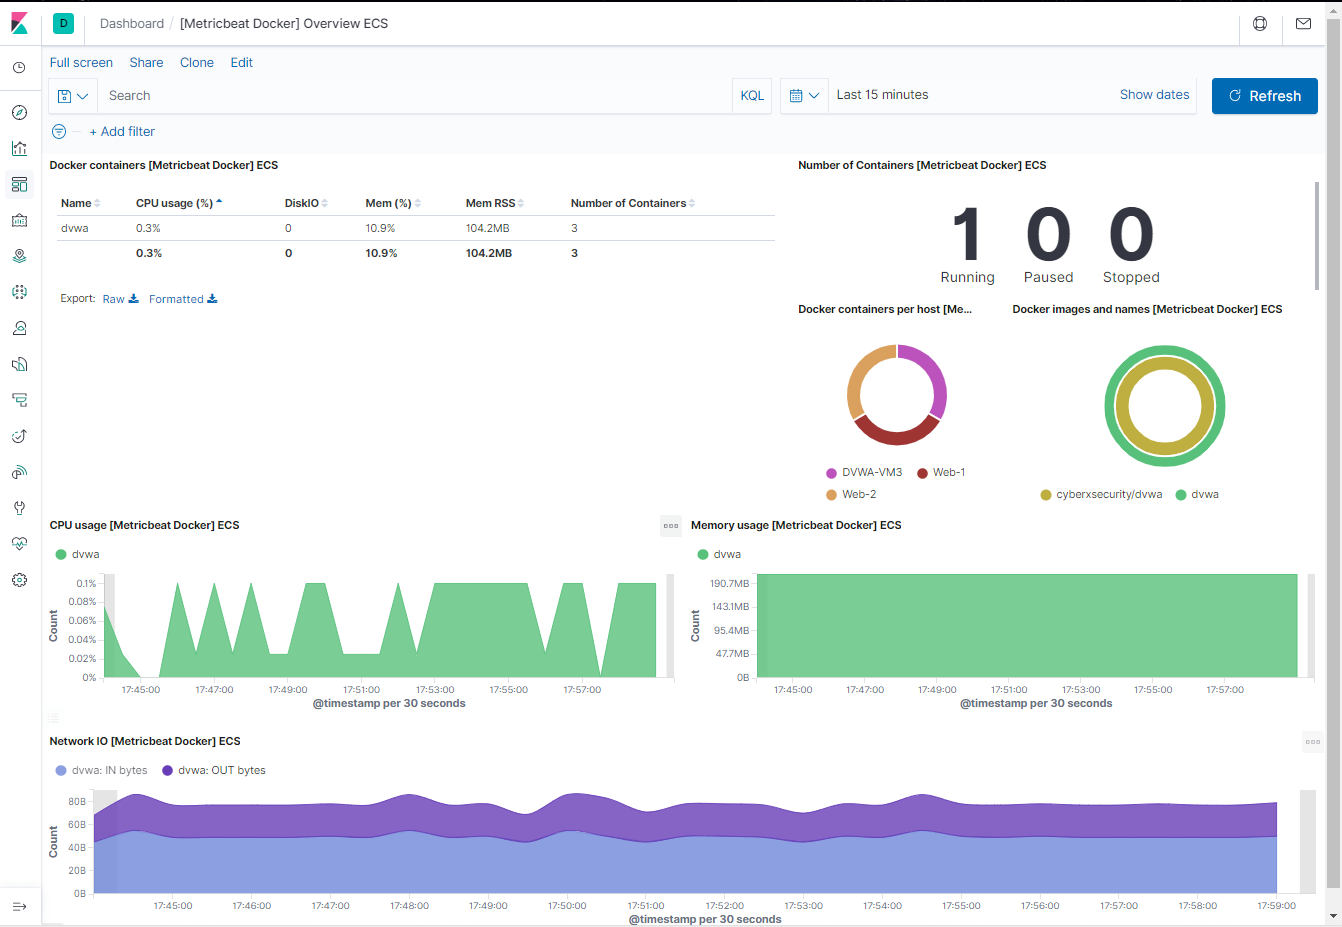 D Dashboard / [Metricbeat Docker] Overview ECS
Full screen Share Clone Edit
Search KQL Last 15 minutes Show dates Refresh
+ Add filter
Docker containers [Metricbeat Docker] ECS
Name CPU usage (%) DiskIO Mem (%) Mem RSS Number of Containers
dvwa 0.3% 0 10.9% 104.2MB 3
0.3% 0 10.9% 104.2MB 3
Export: Raw Formatted
Number of Containers [Metricbeat Docker] ECS
1 0 0
Running Paused Stopped
Docker containers per host [Me...
DVWA-VM3 Web-1
Web-2
Docker images and names [Metricbeat Docker] ECS
cyberxsecurity/dvwa dvwa
CPU usage [Metricbeat Docker] ECS
dvwa
Count
0.1%
0.08%
0.06%
0.04%
0.02%
0%
17:45:00 17:47:00 17:49:00 17:51:00 17:53:00 17:55:00 17:57:00
@timestamp per 30 seconds
Memory usage [Metricbeat Docker] ECS
dvwa
Count
190.7MB
143.1MB
95.4MB
47.7MB
0B
17:45:00 17:47:00 17:49:00 17:51:00 17:53:00 17:55:00 17:57:00
@timestamp per 30 seconds
Network IO [Metricbeat Docker] ECS
dvwa: IN bytes dvwa: OUT bytes
Count
80B
60B
40B
20B
0B
17:45:00 17:46:00 17:47:00 17:48:00 17:49:00 17:50:00 17:51:00 17:52:00 17:53:00 17:54:00 17:55:00 17:56:00 17:57:00 17:58:00 17:59:00
@timestamp per 30 seconds